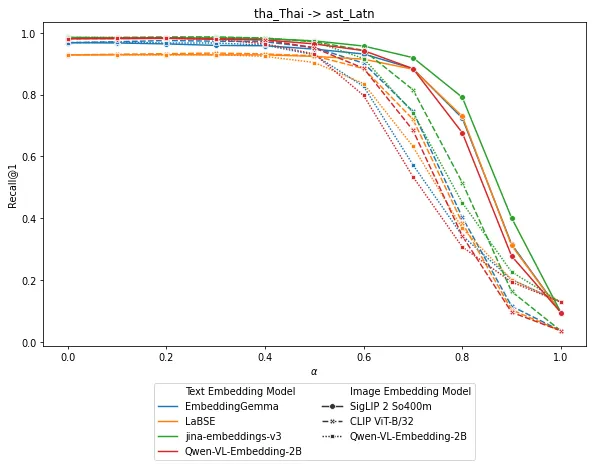 tha_Thai -> ast_Latn
Recall@1
1.0
0.8
0.6
0.4
0.2
0.0
0.0 0.2 0.4 0.6 0.8 1.0
α
Text Embedding Model Image Embedding Model
EmbeddingGemma SigLIP 2 So400m
LaBSE CLIP ViT-B/32
jina-embeddings-v3 Qwen-VL-Embedding-2B
Qwen-VL-Embedding-2B